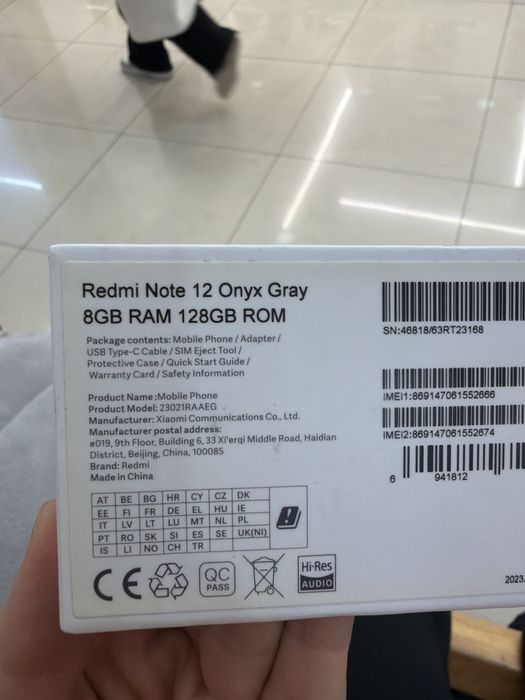 Redmi Note 12 Onyx Gray
8GB RAM 128GB ROM
Package contents: Mobile Phone / Adapter /
USB Type-C Cable / SIM Eject Tool /
Protective Case / Quick Start Guide /
Warranty Card / Safety Information
Product Name:Mobile Phone
Product Model: 23021RAAEG
Manufacturer: Xiaomi Communications Co., Ltd.
Manufacturer postal address:
#019, 9th Floor, Building 6, 33 Xi'erqi Middle Road, Haidian
District, Beijing, China, 100085
Brand: Redmi
Made in China
AT BE BG HR CY CZ DK
EE FI FR DE EL HU IE
IT LV LT LU MT NL PL
PT RO SK SI ES SE UK(NI)
IS LI NO CH TR
CE
QC
PASS
Hi-Res
AUDIO
SN:46818/63RT23168
IMEI1:869147061552666
IMEI2:869147061552674
6 941812
2023.